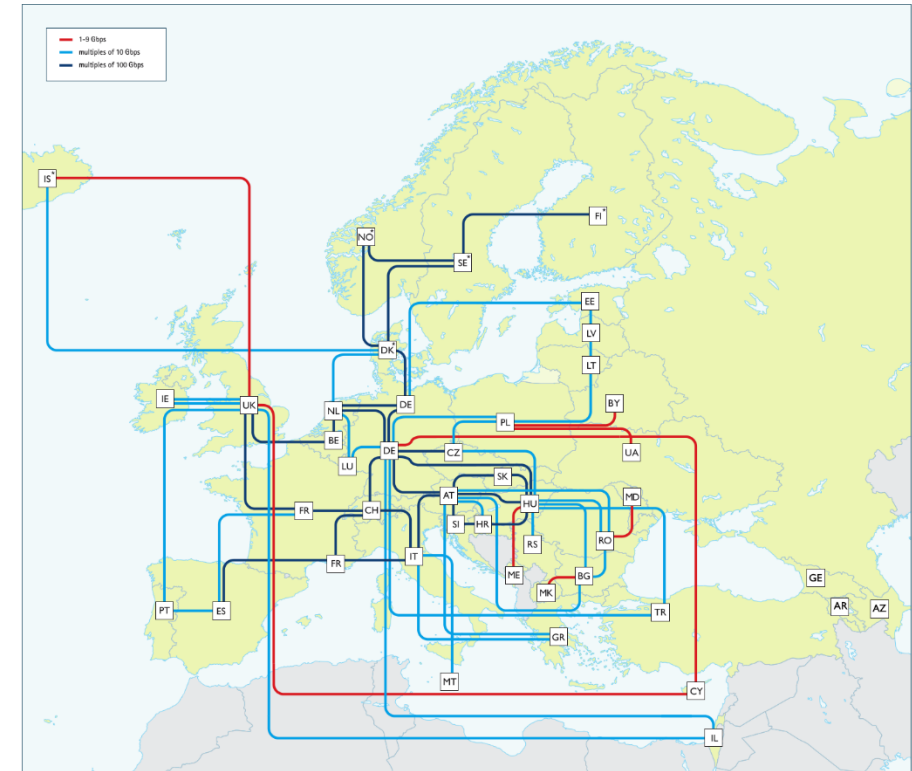 1-9 Gbps
multiples of 10 Gbps
multiples of 100 Gbps
IS*
NO*
FI*
SE*
EE
LV
DK*
LT
IE
UK
NL
DE
BY
PL
BE
DE
CZ
UA
LU
SK
AT
HU
MD
FR
CH
SI
HR
RS
RO
FR
IT
ME
BG
GE
MK
PT
ES
TR
AR
AZ
GR
MT
CY
IL